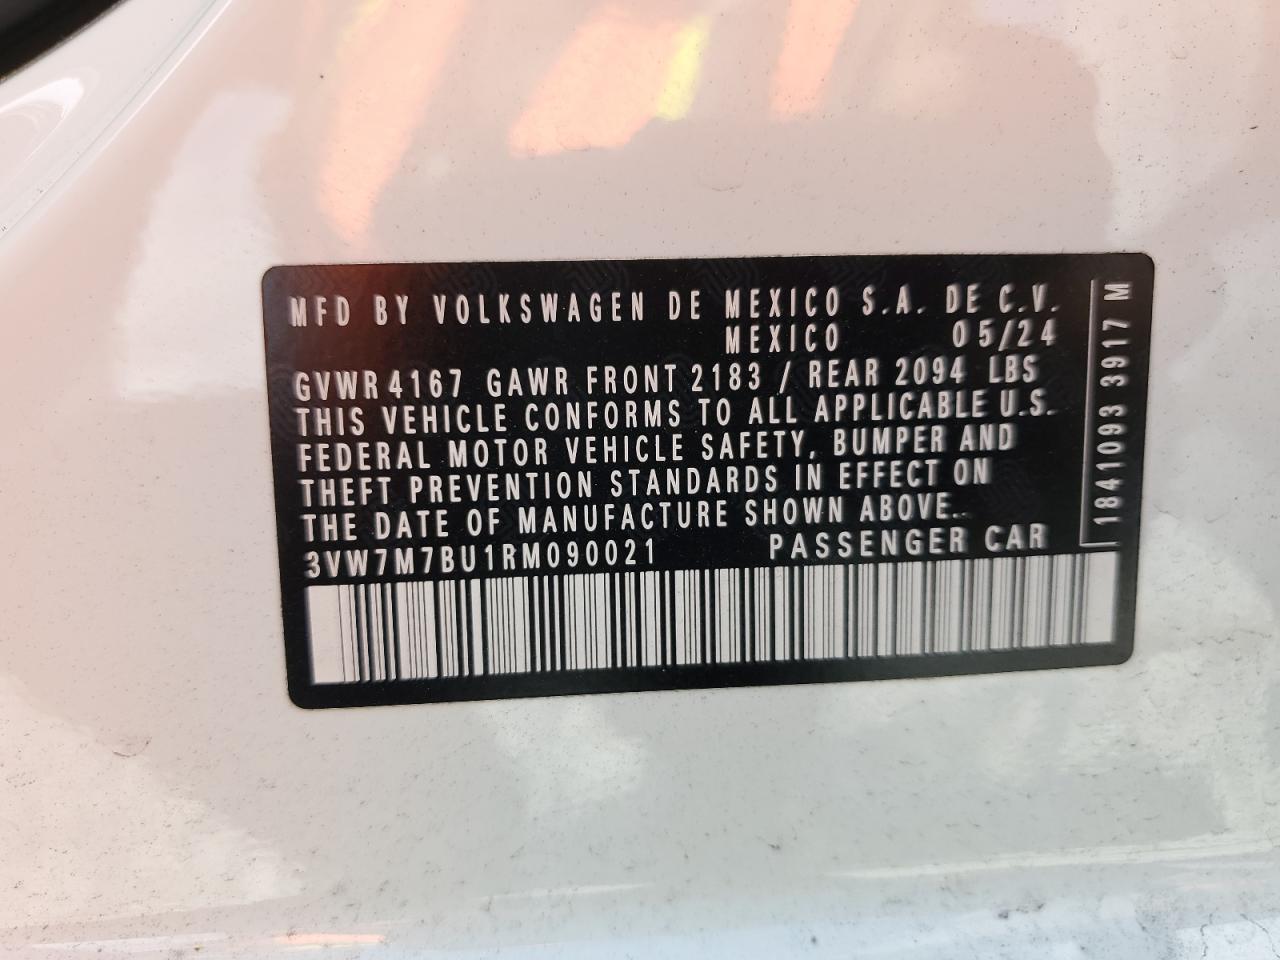 MFD BY VOLKSWAGEN DE MEXICO S.A. DE C.V.
MEXICO 05/24
GVWR 4167 GAWR FRONT 2183 / REAR 2094 LBS
THIS VEHICLE CONFORMS TO ALL APPLICABLE U.S.
FEDERAL MOTOR VEHICLE SAFETY, BUMPER AND
THEFT PREVENTION STANDARDS IN EFFECT ON
THE DATE OF MANUFACTURE SHOWN ABOVE..
3VW7M7BU1RM090021 PASSENGER CAR
1841093 3917 M